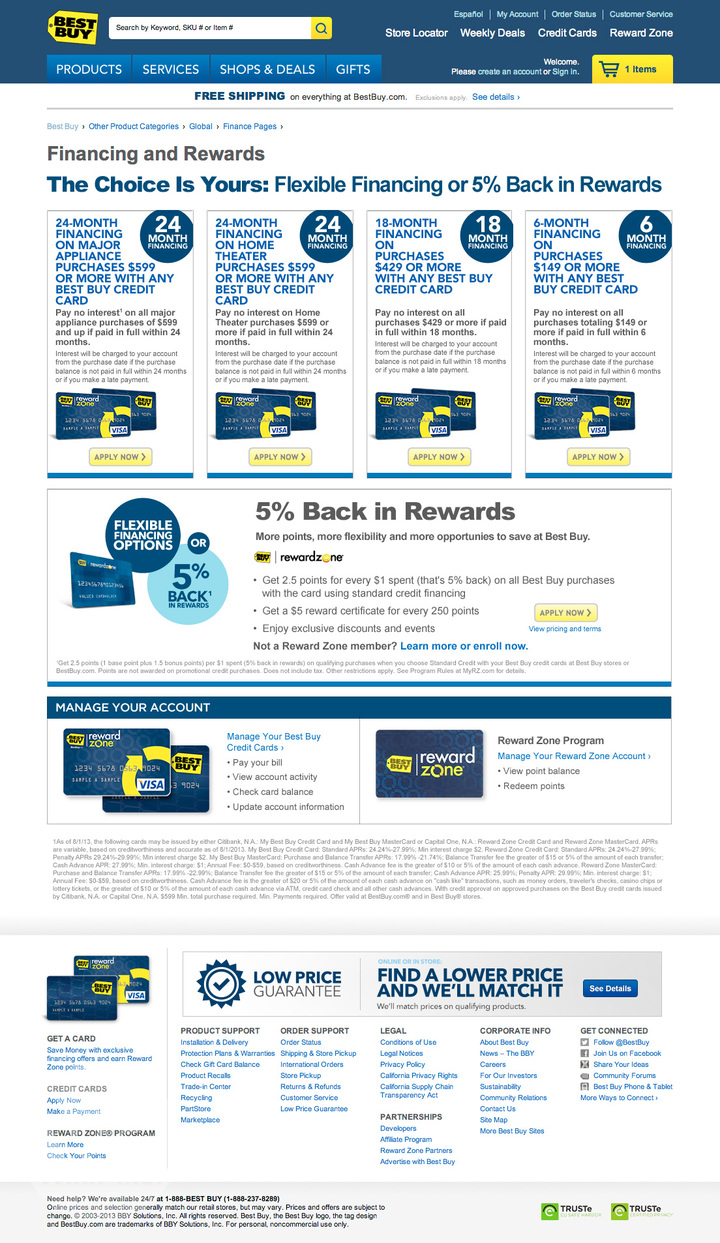 BEST BUY
Search by Keyword, SKU # or Item #
Español | My Account | Order Status | Customer Service
Store Locator Weekly Deals Credit Cards Reward Zone
PRODUCTS SERVICES SHOPS & DEALS GIFTS
Welcome.
Please create an account or Sign in.
1 Items
FREE SHIPPING on everything at BestBuy.com. Exclusions apply. See details ›
Best Buy › Other Product Categories › Global › Finance Pages ›
Financing and Rewards
The Choice Is Yours: Flexible Financing or 5% Back in Rewards
24-MONTH
FINANCING
ON MAJOR
APPLIANCE
PURCHASES $599
OR MORE WITH ANY
BEST BUY CREDIT
CARD
24
MONTH
FINANCING
Pay no interest¹ on all major
appliance purchases of $599
and up if paid in full within 24
months.
Interest will be charged to your account
from the purchase date if the purchase
balance is not paid in full within 24 months
or if you make a late payment.
APPLY NOW ›
24-MONTH
FINANCING
ON HOME
THEATER
PURCHASES $599
OR MORE WITH ANY
BEST BUY CREDIT
CARD
24
MONTH
FINANCING
Pay no interest on Home
Theater purchases $599 or
more if paid in full within 24
months.
Interest will be charged to your account
from the purchase date if the purchase
balance is not paid in full within 24 months
or if you make a late payment.
APPLY NOW ›
18-MONTH
FINANCING
ON
PURCHASES
$429 OR MORE
WITH ANY BEST BUY
CREDIT CARD
18
MONTH
FINANCING
Pay no interest on all
purchases $429 or more if paid
in full within 18 months.
Interest will be charged to your account
from the purchase date if the purchase
balance is not paid in full within 18 months
or if you make a late payment.
APPLY NOW ›
6-MONTH
FINANCING
ON
PURCHASES
$149 OR MORE
WITH ANY BEST
BUY CREDIT CARD
6
MONTH
FINANCING
Pay no interest on all
purchases totaling $149 or
more if paid in full within 6
months.
Interest will be charged to your account
from the purchase date if the purchase
balance is not paid in full within 6 months
or if you make a late payment.
APPLY NOW ›
FLEXIBLE
FINANCING
OPTIONS
OR
5%
BACK¹
IN REWARDS
5% Back in Rewards
More points, more flexibility and more opportunies to save at Best Buy.
BEST BUY | rewardzone
• Get 2.5 points for every $1 spent (that's 5% back) on all Best Buy purchases
with the card using standard credit financing
• Get a $5 reward certificate for every 250 points
• Enjoy exclusive discounts and events
APPLY NOW ›
View pricing and terms
Not a Reward Zone member? Learn more or enroll now.
¹Get 2.5 points (1 base point plus 1.5 bonus points) per $1 spent (5% back in rewards) on qualifying purchases when you choose Standard Credit with your Best Buy credit cards at Best Buy stores or
BestBuy.com. Points are not awarded on promotional credit purchases. Does not include tax. Other restrictions apply. See Program Rules at MyRZ.com for details.
MANAGE YOUR ACCOUNT
BEST BUY reward zone
VISA
Manage Your Best Buy
Credit Cards ›
• Pay your bill
• View account activity
• Check card balance
• Update account information
BEST BUY | reward zone
Reward Zone Program
Manage Your Reward Zone Account ›
• View point balance
• Redeem points
†As of 8/1/13, the following cards may be issued by either Citibank, N.A.: My Best Buy Credit Card and My Best Buy MasterCard or Capital One, N.A.: Reward Zone Credit Card and Reward Zone MasterCard. APRs
are variable, based on creditworthiness and accurate as of 8/1/2013. My Best Buy Credit Card: Standard APRs: 24.24%-27.99%; Min interest charge $2. Reward Zone Credit Card: Standard APRs: 24.24-27.99%;
Penalty APRs 29.24%-29.99%; Min interest charge $2. My Best Buy MasterCard: Purchase and Balance Transfer APRs: 17.99% -21.74%; Balance Transfer fee the greater of $15 or 5% of the amount of each transfer;
Cash Advance APR: 27.99%; Min. interest charge: $1; Annual Fee: $0-$59, based on creditworthiness. Cash Advance fee is the greater of $10 or 5% of the amount of each cash advance. Reward Zone MasterCard:
Purchase and Balance Transfer APRs: 17.99% -22.99%; Balance Transfer fee the greater of $15 or 5% of the amount of each transfer; Cash Advance APR: 25.99%; Penalty APR: 29.99%; Min. interest charge: $1;
Annual Fee: $0-$59, based on creditworthiness. Cash Advance fee is the greater of $20 or 5% of the amount of each cash advance on "cash like" transactions, such as money orders, traveler's checks, casino chips or
lottery tickets, or the greater of $10 or 5% of the amount of each cash advance via ATM, credit card check and all other cash advances. With credit approval on approved purchases on the Best Buy credit cards issued
by Citibank, N.A. or Capital One, N.A. $599 Min. total purchase required. Min. Payments required. Offer valid at BestBuy.com® and in Best Buy® stores.
GET A CARD
Save Money with exclusive
financing offers and earn Reward
Zone points.
CREDIT CARDS
Apply Now
Make a Payment
REWARD ZONE® PROGRAM
Learn More
Check Your Points
LOW PRICE
GUARANTEE
ONLINE OR IN STORE:
FIND A LOWER PRICE
AND WE'LL MATCH IT
We'll match prices on qualifying products.
See Details
PRODUCT SUPPORT
Installation & Delivery
Protection Plans & Warranties
Check Gift Card Balance
Product Recalls
Trade-in Center
Recycling
PartStore
Marketplace
ORDER SUPPORT
Order Status
Shipping & Store Pickup
International Orders
Store Pickup
Returns & Refunds
Customer Service
Low Price Guarantee
LEGAL
Conditions of Use
Legal Notices
Privacy Policy
California Privacy Rights
California Supply Chain
Transparency Act
PARTNERSHIPS
Developers
Affiliate Program
Reward Zone Partners
Advertise with Best Buy
CORPORATE INFO
About Best Buy
News – The BBY
Careers
For Our Investors
Sustainability
Community Relations
Contact Us
Site Map
More Best Buy Sites
GET CONNECTED
Follow @BestBuy
Join Us on Facebook
Share Your Ideas
Community Forums
Best Buy Phone & Tablet
More Ways to Connect ›
Need help? We're available 24/7 at 1-888-BEST BUY (1-888-237-8289)
Online prices and selection generally match our retail stores, but may vary. Prices and offers are subject to
change. © 2003-2013 BBY Solutions, Inc. All rights reserved. Best Buy, the Best Buy logo, the tag design
and BestBuy.com are trademarks of BBY Solutions, Inc. For personal, noncommercial use only.
TRUSTe
EU SAFE HARBOR
TRUSTe
CERTIFIED PRIVACY